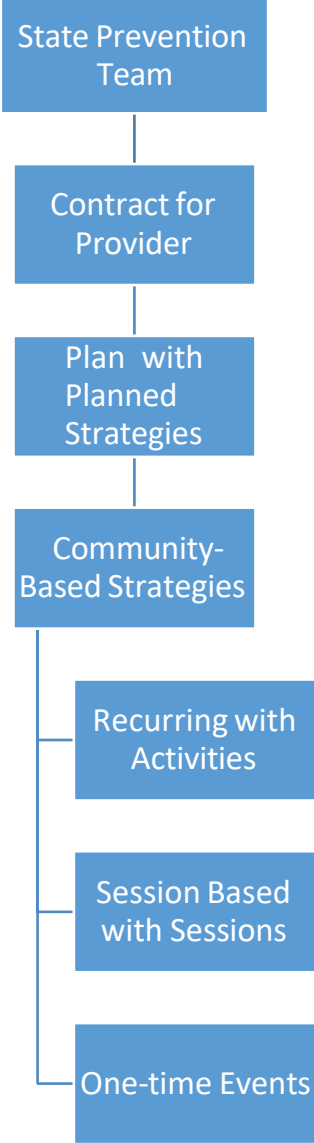 State Prevention
Team
Contract for
Provider
Plan with
Planned
Strategies
Community-
Based Strategies
Recurring with
Activities
Session Based
with Sessions
One-time Events